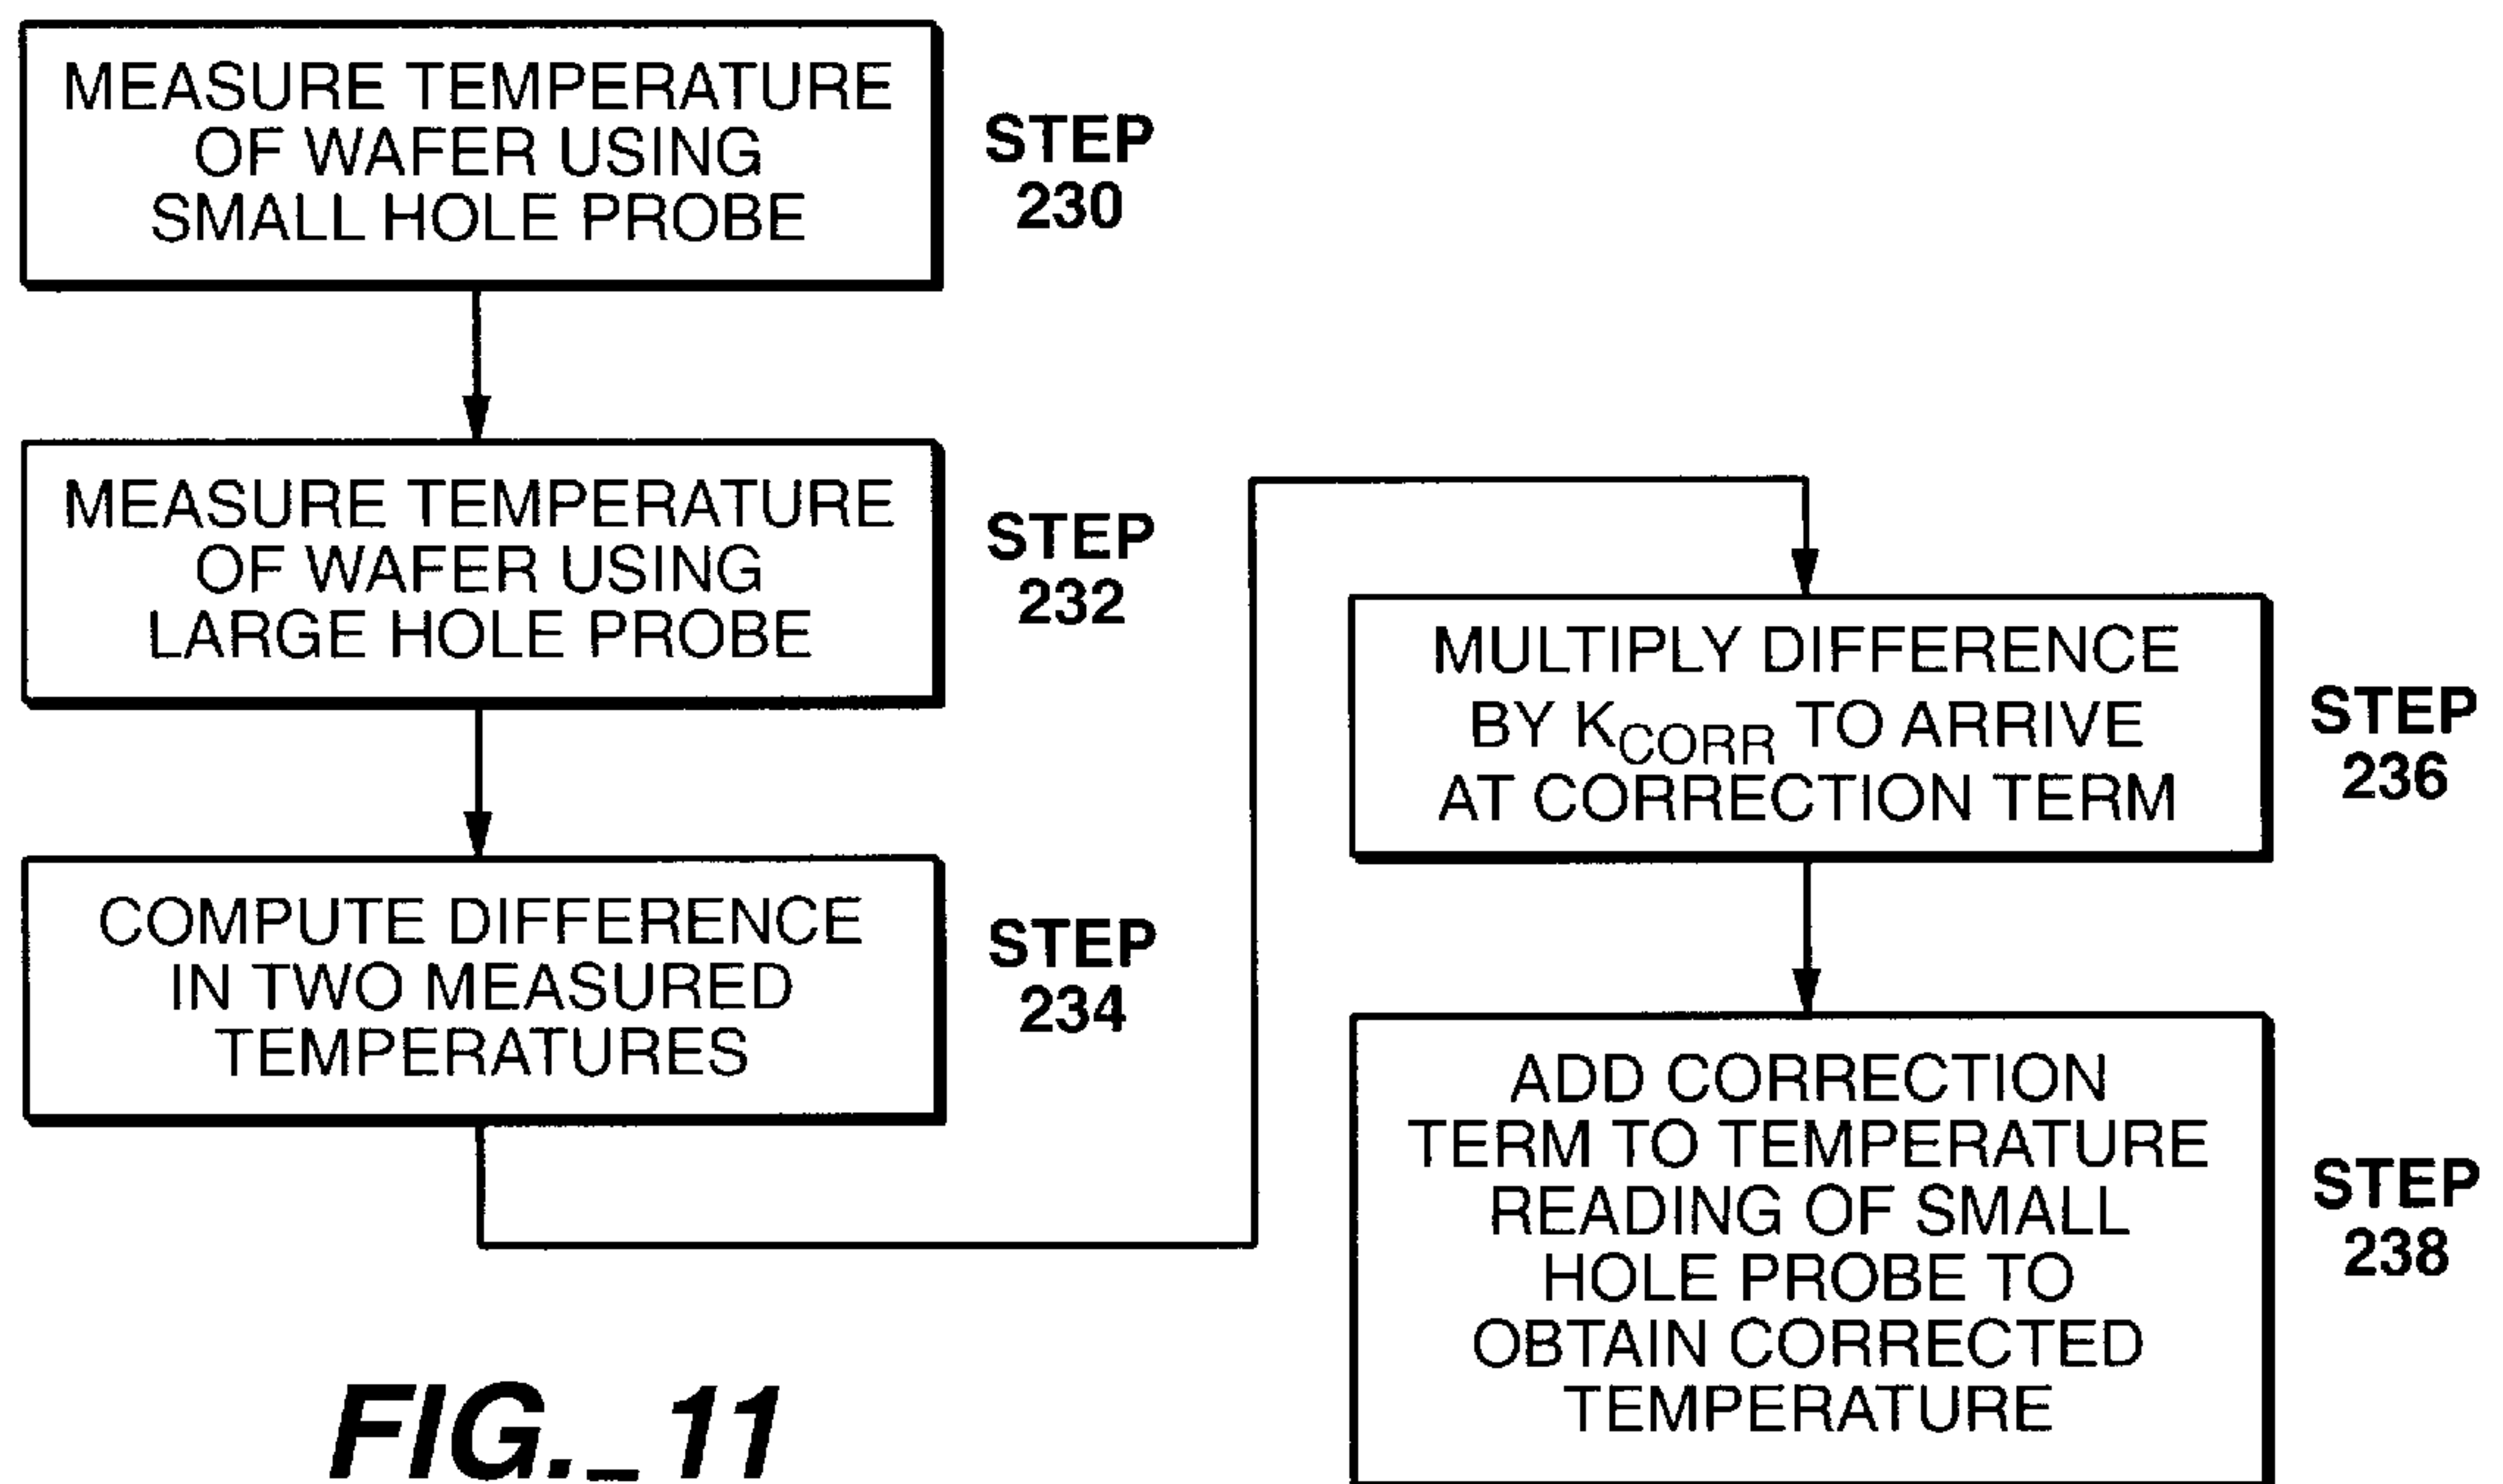 MEASURE TEMPERATURE
OF WAFER USING
SMALL HOLE PROBE
STEP
230
MEASURE TEMPERATURE
OF WAFER USING
LARGE HOLE PROBE
STEP
232
COMPUTE DIFFERENCE
IN TWO MEASURED
TEMPERATURES
STEP
234
MULTIPLY DIFFERENCE
BY KCORR TO ARRIVE
AT CORRECTION TERM
STEP
236
ADD CORRECTION
TERM TO TEMPERATURE
READING OF SMALL
HOLE PROBE TO
OBTAIN CORRECTED
TEMPERATURE
STEP
238
FIG._11